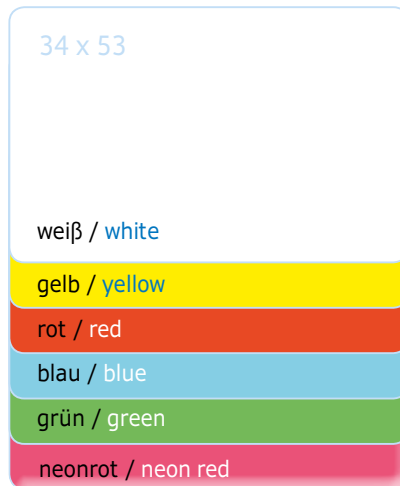 34 x 53
weiß / white
gelb / yellow
rot / red
blau / blue
grün / green
neonrot / neon red